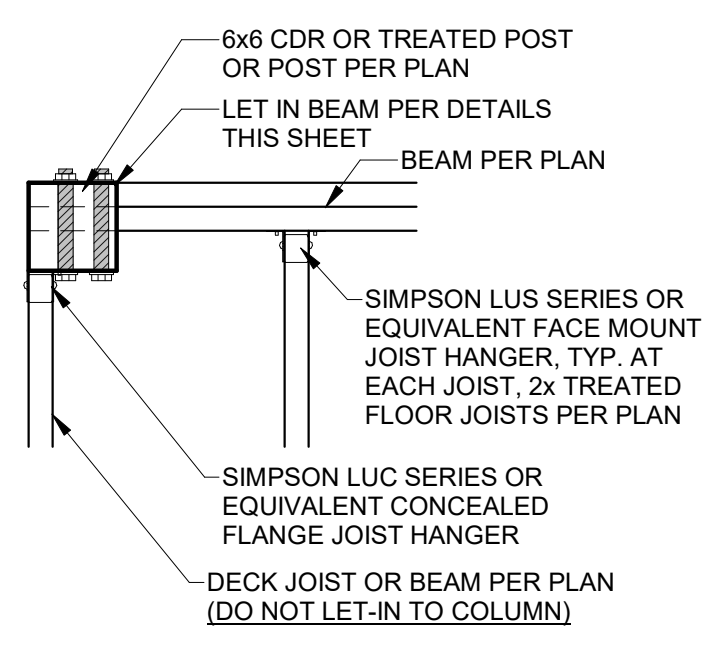 6x6 CDR OR TREATED POST
OR POST PER PLAN
LET IN BEAM PER DETAILS
THIS SHEET
BEAM PER PLAN
SIMPSON LUS SERIES OR
EQUIVALENT FACE MOUNT
JOIST HANGER, TYP. AT
EACH JOIST, 2x TREATED
FLOOR JOISTS PER PLAN
SIMPSON LUC SERIES OR
EQUIVALENT CONCEALED
FLANGE JOIST HANGER
DECK JOIST OR BEAM PER PLAN
(DO NOT LET-IN TO COLUMN)